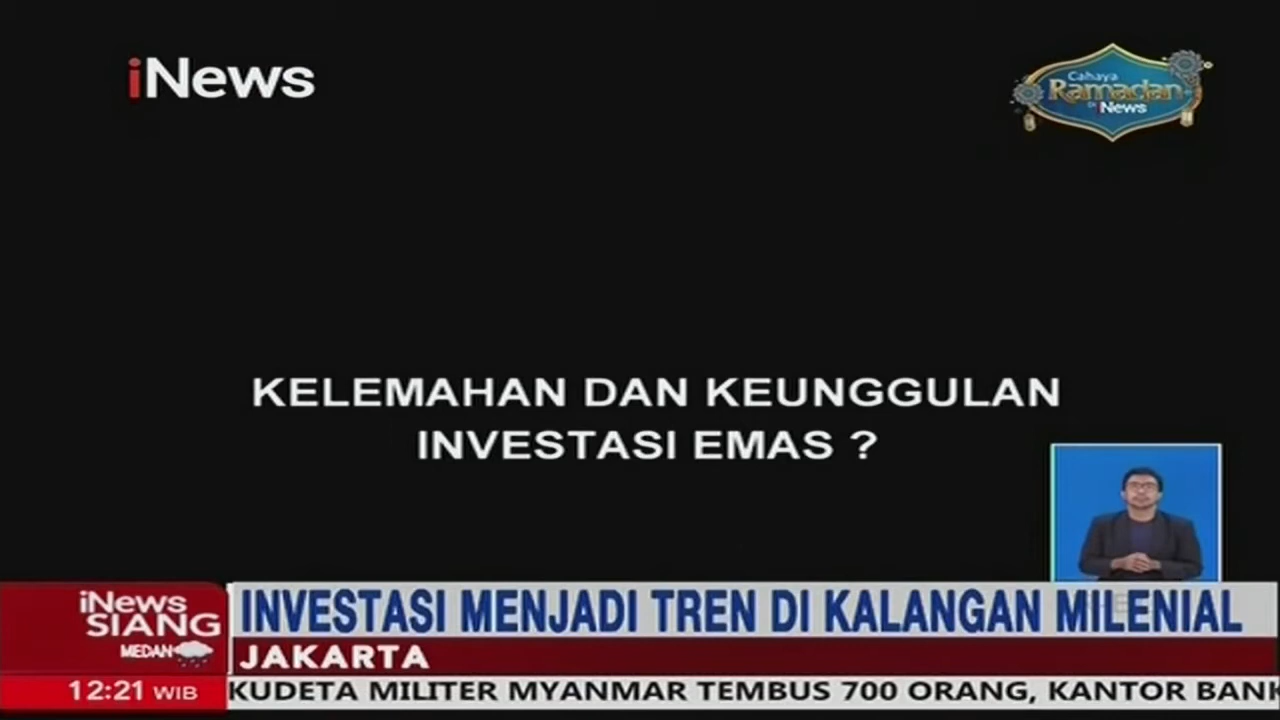 iNews
Cahaya
Ramadan
di iNews
KELEMAHAN DAN KEUNGGULAN
INVESTASI EMAS ?
iNews
SIANG
MEDAN
INVESTASI MENJADI TREN DI KALANGAN MILENIAL
JAKARTA
12:21 WIB
KUDETA MILITER MYANMAR TEMBUS 700 ORANG, KANTOR BANK